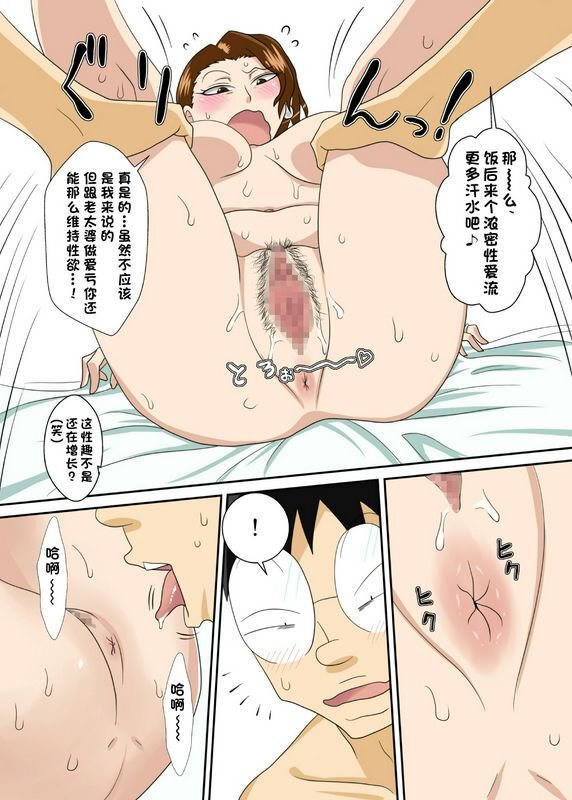 ぐぐんっ!
那~~么、
饭后来个浓密性爱流
更多汗水吧♪
真是的…虽然不应该
是我来说的
但跟老太婆做爱亏你还
能那么维持性欲…!
とろぉ~~~♡
这性趣不是
还在增长?
(笑)
ヒク
ヒク
!
哈啊~~~
哈啊~~~